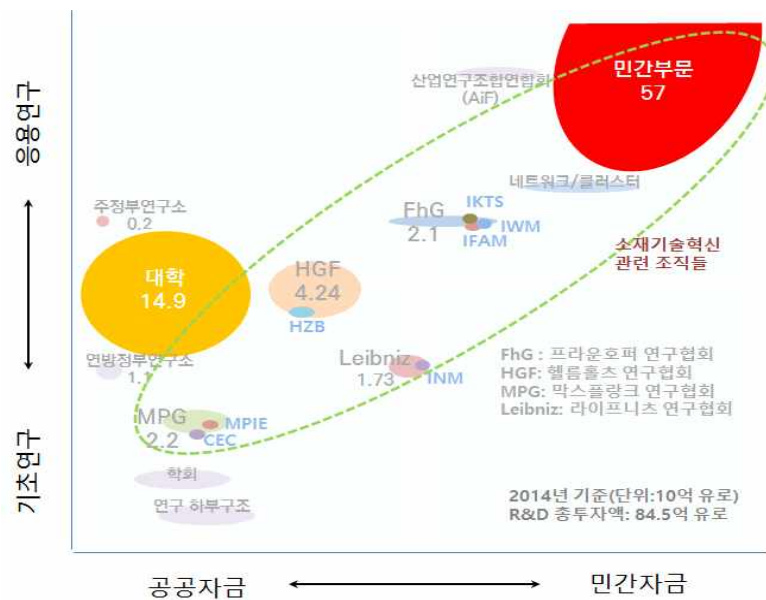 응용연구
기초연구
산업연구조합연합회
(AiF)
민간부문
57
네트워크/클러스터
주정부연구소
0.2
FhG
2.1
IKTS
IWM
IFAM
소재기술혁신
관련 조직들
대학
14.9
HGF
4.24
HZB
연방정부연구소
1.1
Leibniz
1.73
INM
FhG : 프라운호퍼 연구협회
HGF: 헬름홀츠 연구협회
MPG: 막스플랑크 연구협회
Leibniz: 라이프니츠 연구협회
MPG
2.2
MPIE
CEC
학회
연구 하부구조
2014년 기준(단위:10억 유로)
R&D 총투자액: 84.5억 유로
공공자금
민간자금